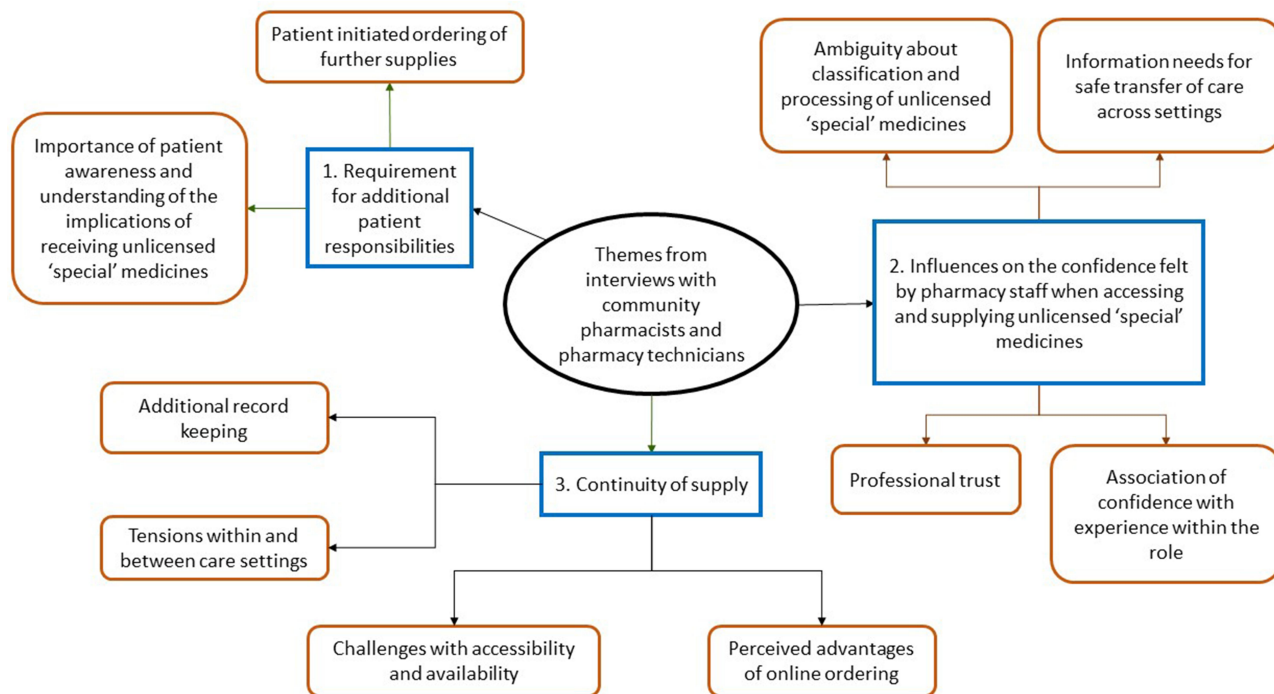 Patient initiated ordering of
further supplies
Importance of patient
awareness and
understanding of the
implications of
receiving unlicensed
‘special’ medicines
1. Requirement
for additional
patient
responsibilities
Themes from
interviews with
community
pharmacists and
pharmacy technicians
Ambiguity about
classification and
processing of unlicensed
‘special’ medicines
Information needs for
safe transfer of care
across settings
2. Influences on the confidence felt
by pharmacy staff when accessing
and supplying unlicensed ‘special’
medicines
Professional trust
Association of
confidence with
experience within the
role
3. Continuity of supply
Additional record
keeping
Tensions within and
between care settings
Challenges with accessibility
and availability
Perceived advantages
of online ordering